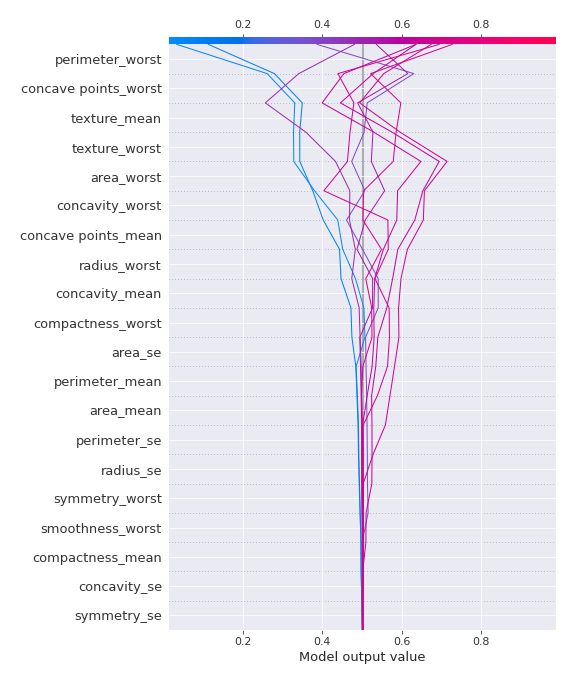 0.2 0.4 0.6 0.8
perimeter_worst
concave points_worst
texture_mean
texture_worst
area_worst
concavity_worst
concave points_mean
radius_worst
concavity_mean
compactness_worst
area_se
perimeter_mean
area_mean
perimeter_se
radius_se
symmetry_worst
smoothness_worst
compactness_mean
concavity_se
symmetry_se
0.2 0.4 0.6 0.8
Model output value